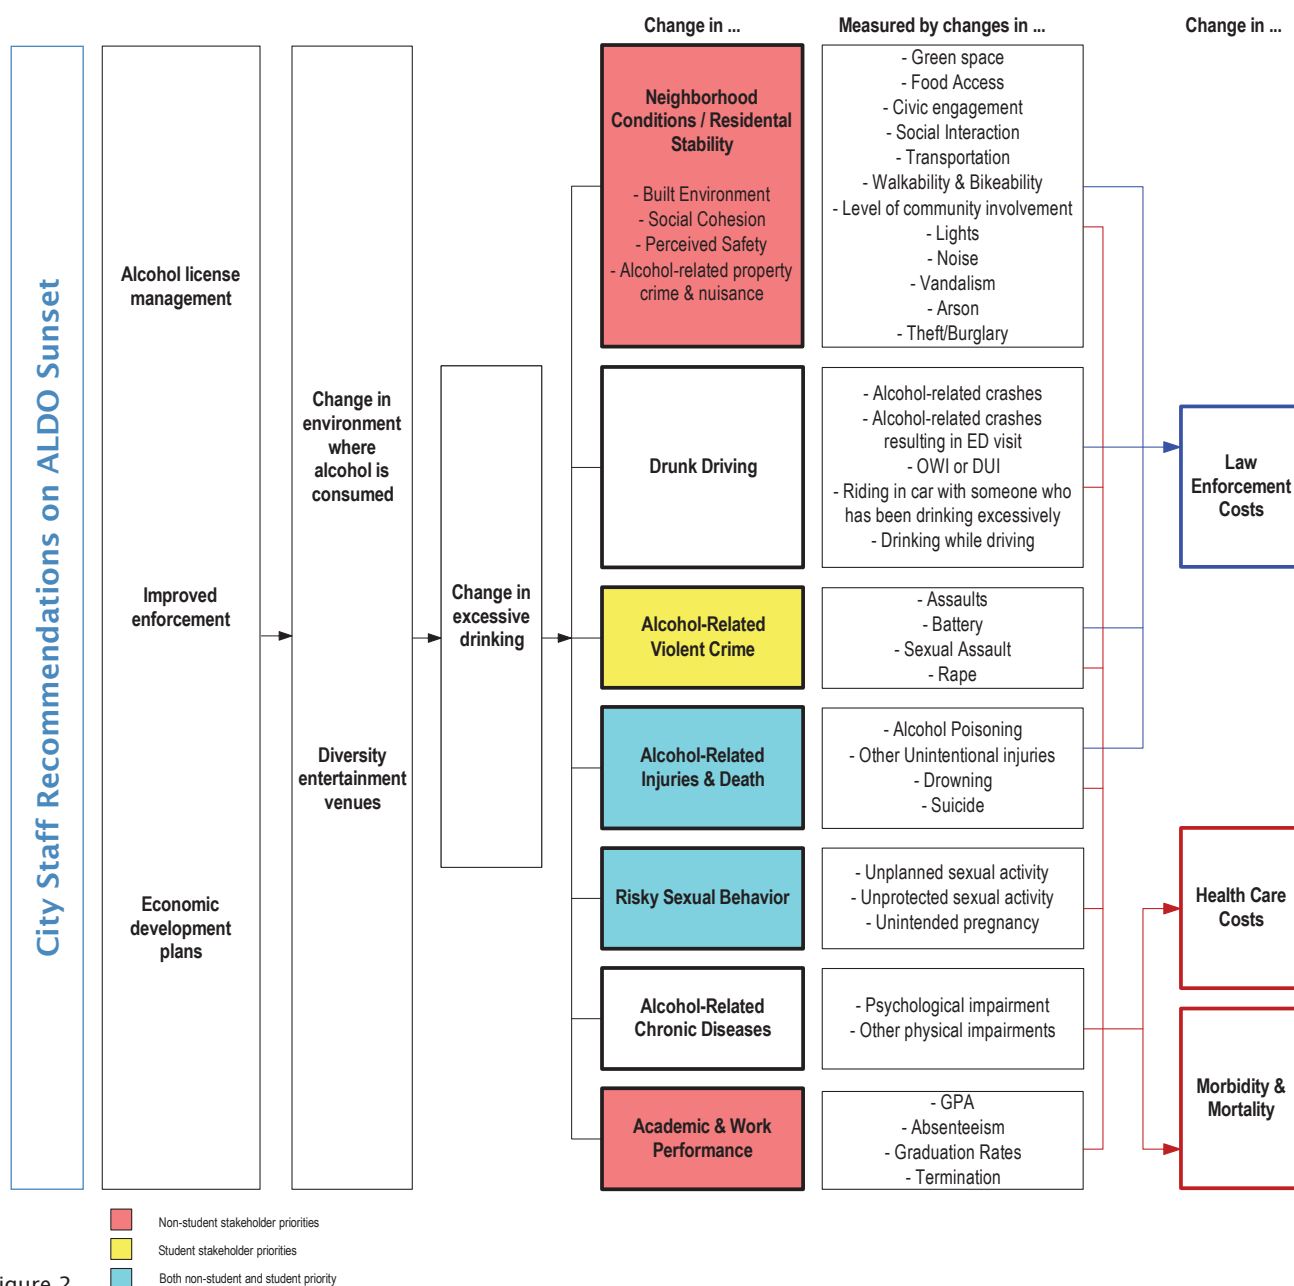 Change in ...
Measured by changes in ...
Change in ...
City Staff Recommendations on ALDO Sunset
Alcohol license
management
Improved
enforcement
Economic
development
plans
Change in
environment
where
alcohol is
consumed
Diversity
entertainment
venues
Change in
excessive
drinking
Neighborhood
Conditions / Residental
Stability
- Built Environment
- Social Cohesion
- Perceived Safety
- Alcohol-related property
crime & nuisance
- Green space
- Food Access
- Civic engagement
- Social Interaction
- Transportation
- Walkability & Bikeability
- Level of community involvement
- Lights
- Noise
- Vandalism
- Arson
- Theft/Burglary
Drunk Driving
- Alcohol-related crashes
- Alcohol-related crashes
resulting in ED visit
- OWI or DUI
- Riding in car with someone who
has been drinking excessively
- Drinking while driving
Alcohol-Related
Violent Crime
- Assaults
- Battery
- Sexual Assault
- Rape
Alcohol-Related
Injuries & Death
- Alcohol Poisoning
- Other Unintentional injuries
- Drowning
- Suicide
Risky Sexual Behavior
- Unplanned sexual activity
- Unprotected sexual activity
- Unintended pregnancy
Alcohol-Related
Chronic Diseases
- Psychological impairment
- Other physical impairments
Academic & Work
Performance
- GPA
- Absenteeism
- Graduation Rates
- Termination
Law
Enforcement
Costs
Health Care
Costs
Morbidity &
Mortality
Non-student stakeholder priorities
Student stakeholder priorities
Both non-student and student priority
igure 2